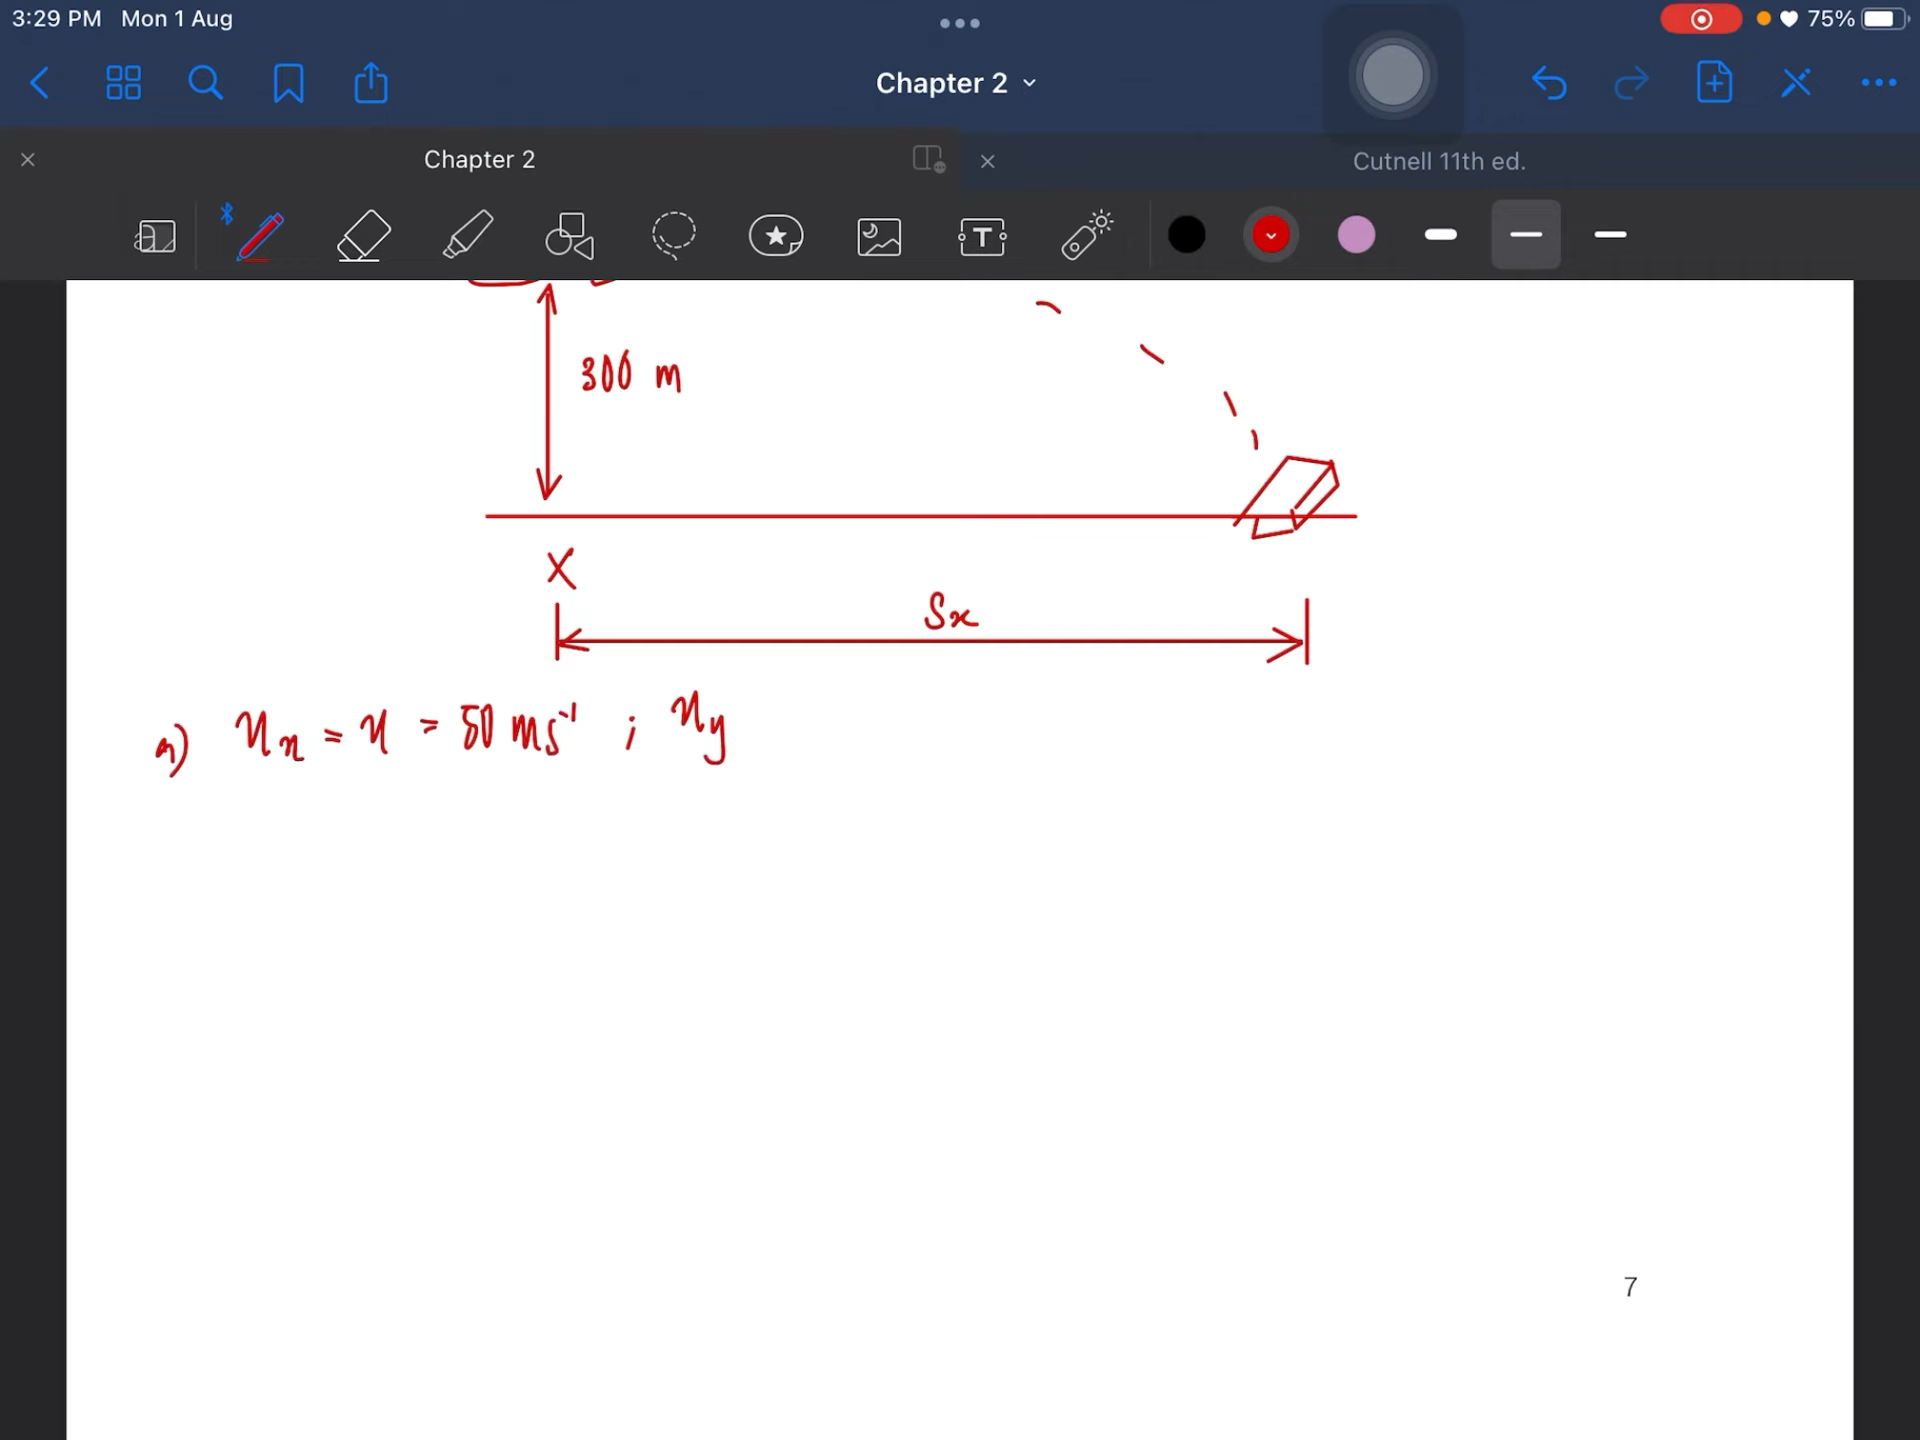 3:29 PM Mon 1 Aug
75%
Chapter 2
Chapter 2
Cutnell 11th ed.
T
300 m
X
Sx
a) ux = u = 50 ms⁻¹ ; uy
7